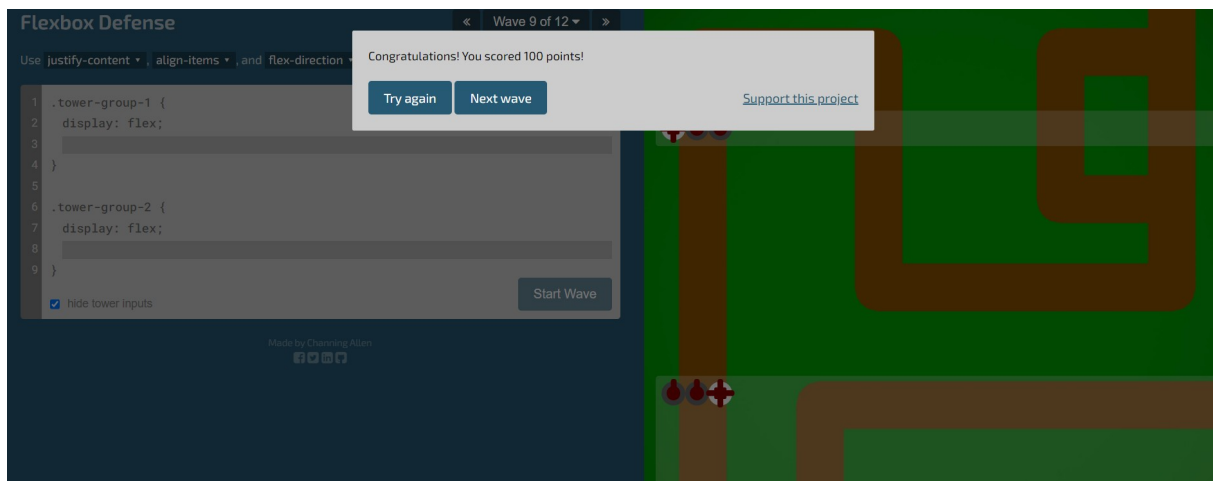 Flexbox Defense
« Wave 9 of 12 ▾ »
Use justify-content ▾ , align-items ▾ , and flex-direction ▾
Congratulations! You scored 100 points!
Try again
Next wave
Support this project
1 .tower-group-1 {
2 display: flex;
3
4 }
5
6 .tower-group-2 {
7 display: flex;
8
9 }
hide tower inputs
Start Wave
Made by Channing Allen